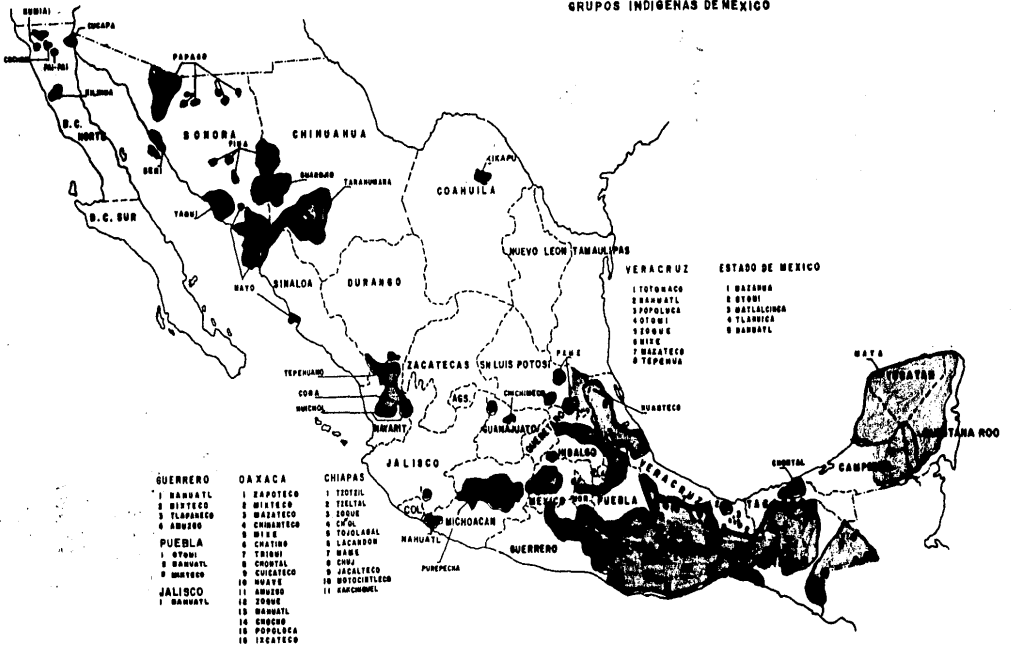 GRUPOS INDIGENAS DE MEXICO
KUMIAI
CUCAPA
PAI-PAI
KILIHUA
PAPAGO
B.C.
NORTE
SONORA
CHIHUAHUA
PIMA
SERI
GUAROJIO
TARAHUMARA
KIKAPU
COAHUILA
B.C. SUR
YAQUI
MAYO
SINALOA
DURANGO
NUEVO LEON
TAMAULIPAS
VERACRUZ
1 TOTONACO
2 NAHUATL
3 POPOLUCA
4 OTOMI
5 ZOQUE
6 MIXE
7 MAZATECO
8 TEPEHUA
ESTADO DE MEXICO
1 MAZAHUA
2 OTOMI
3 MATLALCINCA
4 TLAHUICA
5 NAHUATL
MAYA
YUCATAN
QUINTANA ROO
CAMPECHE
CHONTAL
TEPEHUANO
CORA
HUICHOL
NAYARIT
ZACATECAS
SN LUIS POTOSI
PAME
AGS.
CHICHIMECA
HUASTECO
GUANAJUATO
QUERETARO
HIDALGO
JALISCO
COL.
NAHUATL
MICHOACAN
PUREPECHA
MEXICO
MOR.
PUEBLA
VERACRUZ
GUERRERO
GUERRERO
1 NAHUATL
2 MIXTECO
3 TLAPANECO
4 AMUZGO
PUEBLA
1 OTOMI
2 NAHUATL
3 MIXTECO
JALISCO
1 NAHUATL
OAXACA
1 ZAPOTECO
2 MIXTECO
3 MAZATECO
4 CHINANTECO
5 MIXE
6 CHATINO
7 TRIQUI
8 CHONTAL
9 CUICATECO
10 HUAVE
11 AMUZGO
12 ZOQUE
13 NAHUATL
14 CHOCHO
15 POPOLOCA
16 IXCATECO
CHIAPAS
1 TZOTZIL
2 TZELTAL
3 ZOQUE
4 CH'OL
5 TOJOLABAL
6 LACANDON
7 MAME
8 CHUJ
9 JACALTECO
10 MOTOCINTLECO
11 KAKCHIQUEL